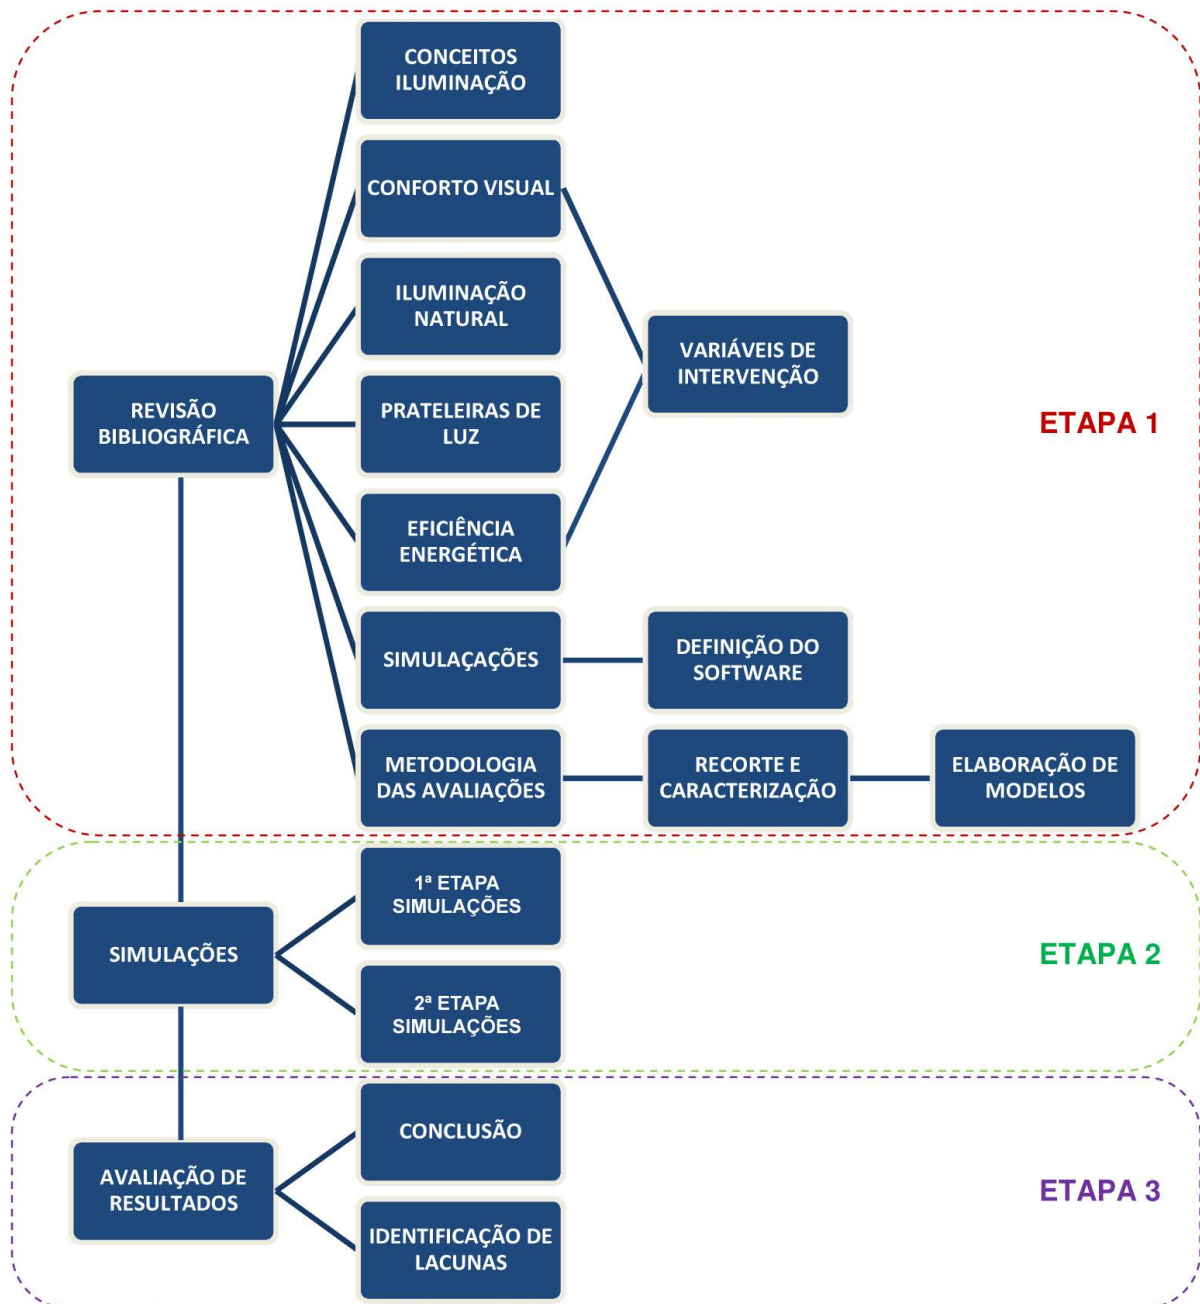 CONCEITOS
ILUMINAÇÃO
CONFORTO VISUAL
ILUMINAÇÃO
NATURAL
VARIÁVEIS DE
INTERVENÇÃO
REVISÃO
BIBLIOGRÁFICA
PRATELEIRAS DE
LUZ
ETAPA 1
EFICIÊNCIA
ENERGÉTICA
SIMULAÇAÇÕES
DEFINIÇÃO DO
SOFTWARE
METODOLOGIA
DAS AVALIAÇÕES
RECORTE E
CARACTERIZAÇÃO
ELABORAÇÃO DE
MODELOS
1ª ETAPA
SIMULAÇÕES
SIMULAÇÕES
ETAPA 2
2ª ETAPA
SIMULAÇÕES
CONCLUSÃO
AVALIAÇÃO DE
RESULTADOS
ETAPA 3
IDENTIFICAÇÃO DE
LACUNAS